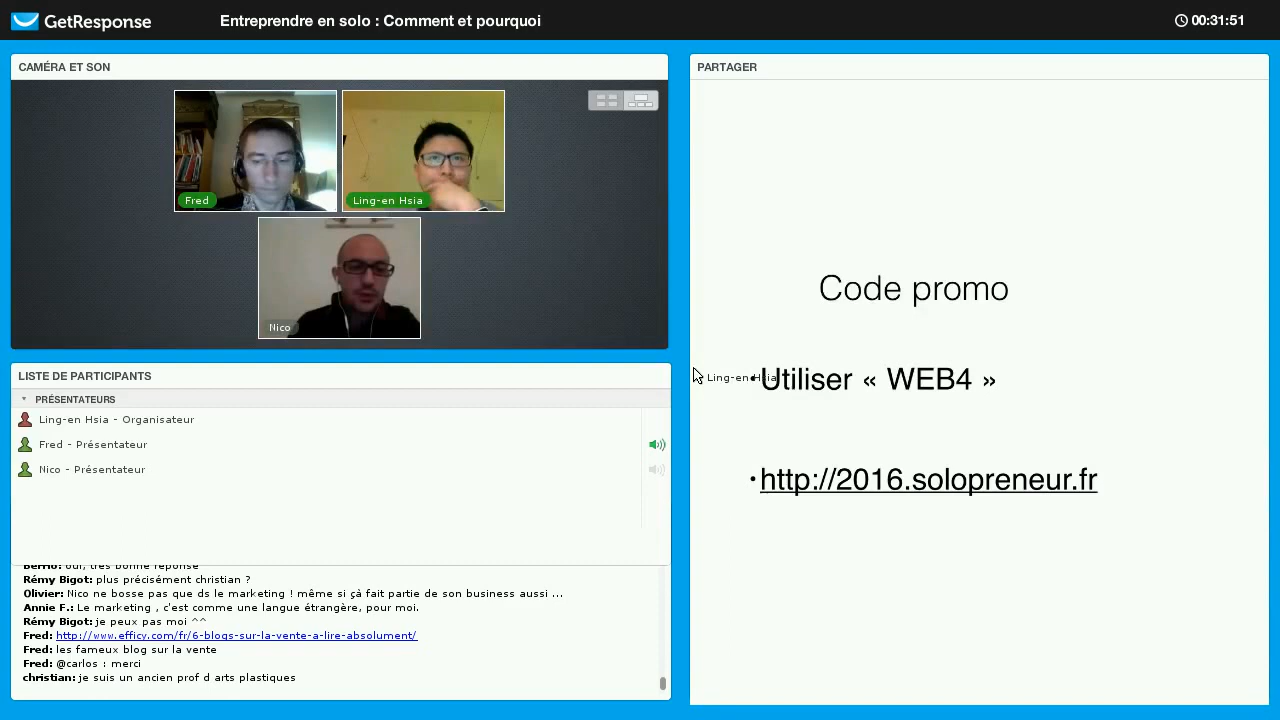 GetResponse
Entreprendre en solo : Comment et pourquoi
00:31:51
CAMÉRA ET SON
Fred
Ling-en Hsia
Nico
LISTE DE PARTICIPANTS
PRÉSENTATEURS
Ling-en Hsia - Organisateur
Fred - Présentateur
Nico - Présentateur
berrio: oui, très bonne réponse
Rémy Bigot: plus précisément christian ?
Olivier: Nico ne bosse pas que ds le marketing ! même si çà fait partie de son business aussi ...
Annie F.: Le marketing , c'est comme une langue étrangère, pour moi.
Rémy Bigot: je peux pas moi ^^
Fred: http://www.efficy.com/fr/6-blogs-sur-la-vente-a-lire-absolument/
Fred: les fameux blog sur la vente
Fred: @carlos : merci
christian: je suis un ancien prof d arts plastiques
PARTAGER
Code promo
Ling-en Hsia
•Utiliser « WEB4 »
•http://2016.solopreneur.fr